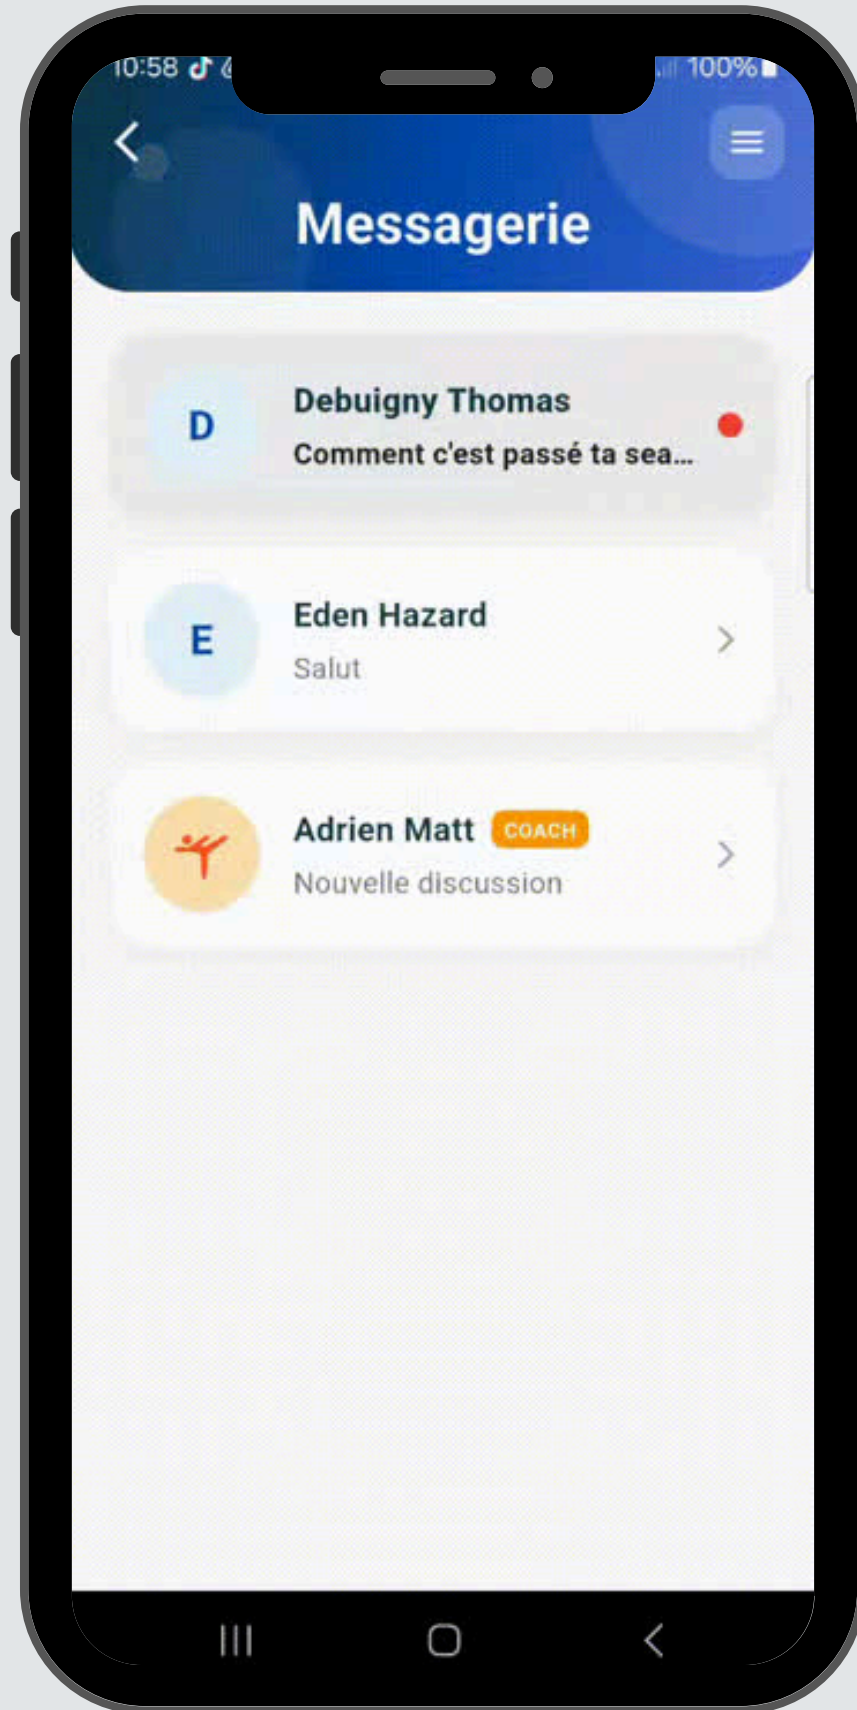 10:58
100%
Messagerie
D
Debuigny Thomas
Comment c'est passé ta sea...
E
Eden Hazard
Salut
Adrien Matt COACH
Nouvelle discussion